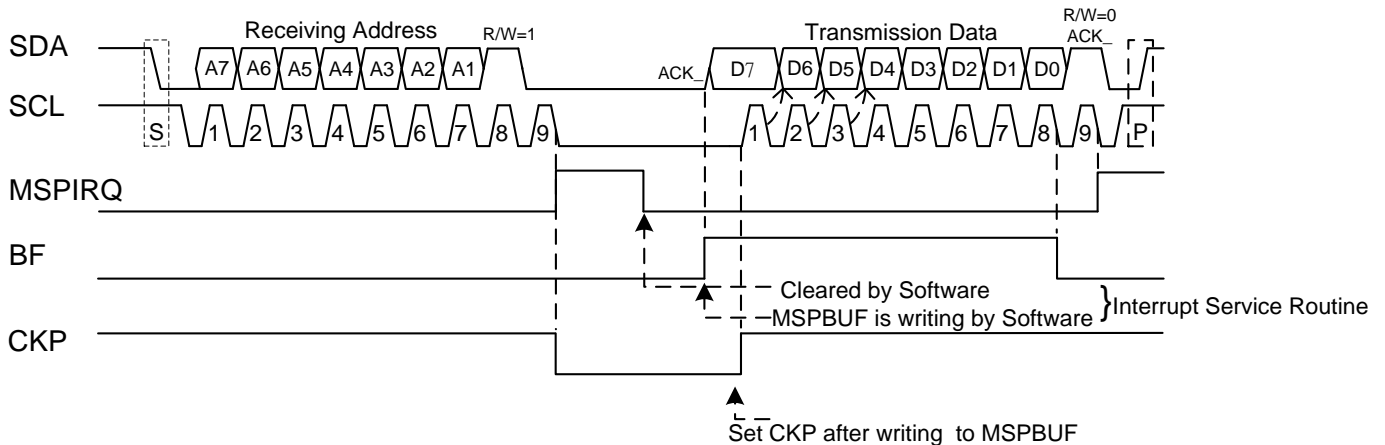 R/W=0
Receiving Address R/W=1 Transmission Data ACK_
SDA A7 A6 A5 A4 A3 A2 A1 ACK_ D7 D6 D5 D4 D3 D2 D1 D0
SCL S 1 2 3 4 5 6 7 8 9 1 2 3 4 5 6 7 8 9 P
MSPIRQ
BF
Cleared by Software
MSPBUF is writing by Software } Interrupt Service Routine
CKP
Set CKP after writing to MSPBUF